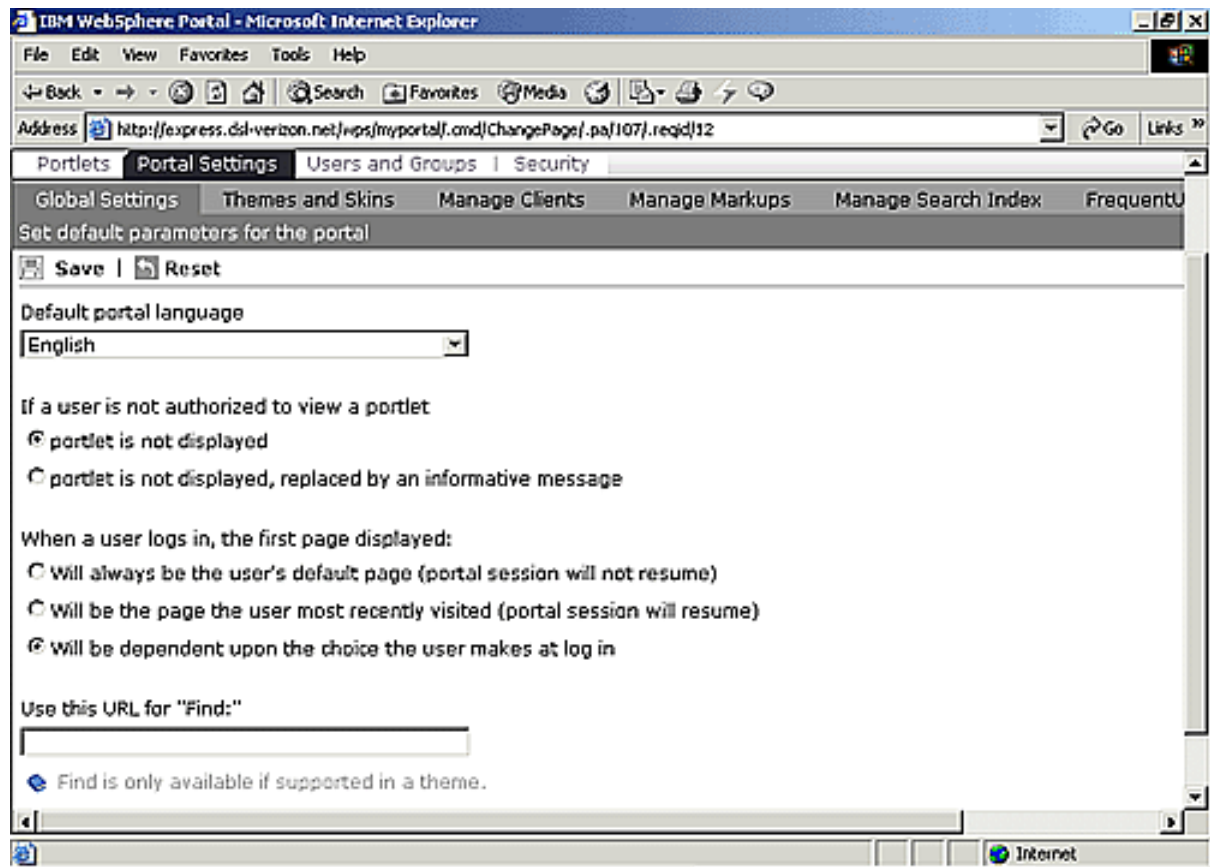 IBM WebSphere Portal - Microsoft Internet Explorer
File Edit View Favorites Tools Help
Back Search Favorites Media
Address http://express.dsl-verizon.net/wps/myportal/.cmd/ChangePage/.pa/107/.reqid/12 Go Links »
Portlets Portal Settings Users and Groups | Security
Global Settings Themes and Skins Manage Clients Manage Markups Manage Search Index FrequentU
Set default parameters for the portal
Save | Reset
Default portal language
English
If a user is not authorized to view a portlet
portlet is not displayed
portlet is not displayed, replaced by an informative message
When a user logs in, the first page displayed:
Will always be the user's default page (portal session will not resume)
Will be the page the user most recently visited (portal session will resume)
Will be dependent upon the choice the user makes at log in
Use this URL for "Find:"
Find is only available if supported in a theme.
Internet